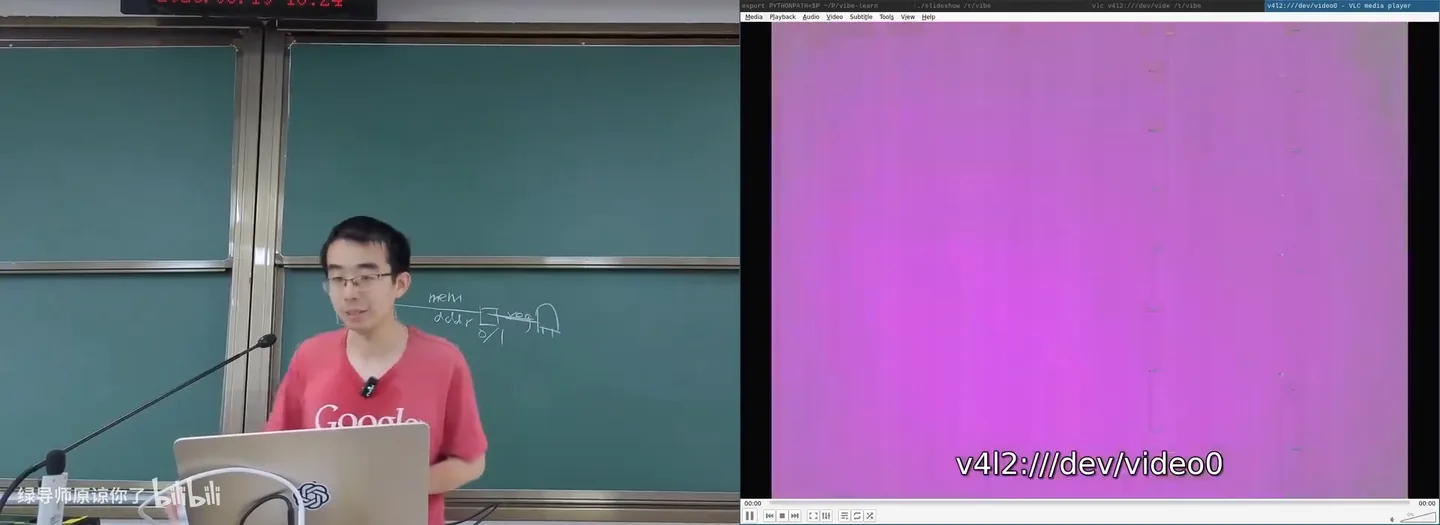 export PYTHONPATH=$P ~/P/vibe-learn
./slideshow /t/vibe
vlc v4l2:///dev/vide /t/vibe
v4l2:///dev/video0 - VLC media player
Media Playback Audio Video Subtitle Tools View Help
mem
addr
0/1
Google
绿导师原谅你了 bilibili
v4l2:///dev/video0
00:00
00:00